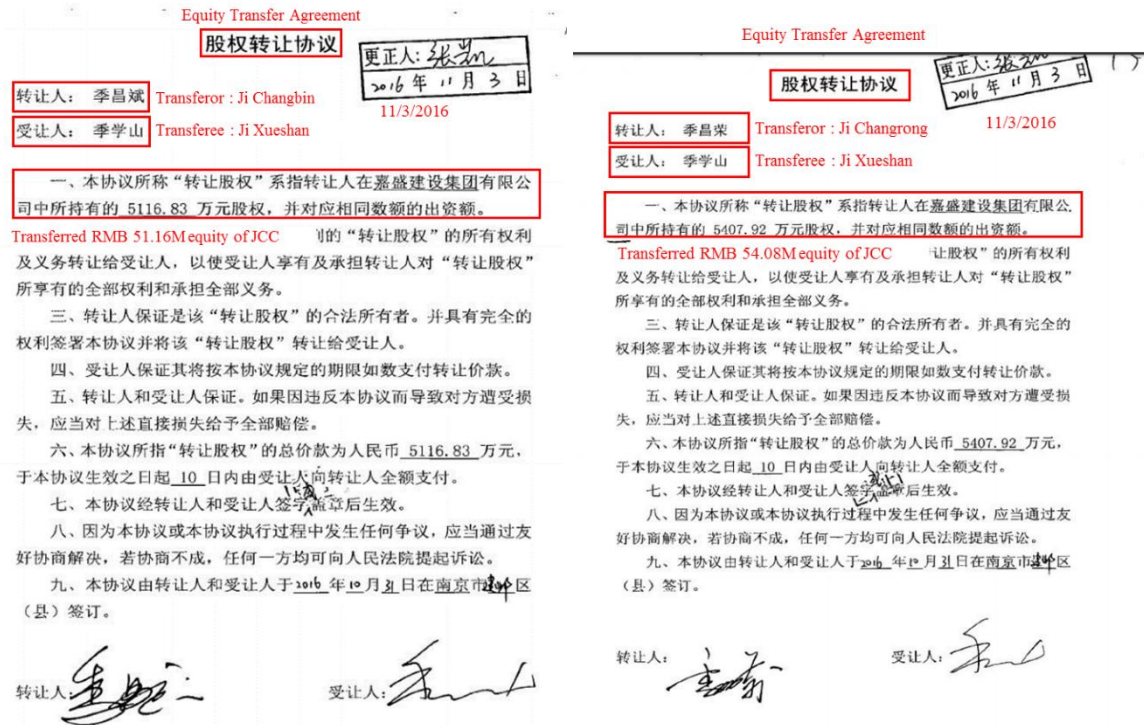 Equity Transfer Agreement
股权转让协议
更正人：
2016 年 11 月 3 日
11/3/2016
转让人： 季昌斌 Transferor : Ji Changbin
受让人： 季学山 Transferee : Ji Xueshan
一、本协议所称“转让股权”系指转让人在嘉盛建设集团有限公
司中所持有的 5116.83 万元股权，并对应相同数额的出资额。
Transferred RMB 51.16M equity of JCC 的“转让股权”的所有权利
及义务转让给受让人，以使受让人享有及承担转让人对“转让股权”
所享有的全部权利和承担全部义务。
三、转让人保证是该“转让股权”的合法所有者。并具有完全的
权利签署本协议并将该“转让股权”转让给受让人。
四、受让人保证其将按本协议规定的期限如数支付转让价款。
五、转让人和受让人保证。如果因违反本协议而导致对方遭受损
失，应当对上述直接损失给予全部赔偿。
六、本协议所指“转让股权”的总价款为人民币 5116.83 万元，
于本协议生效之日起 10 日内由受让人向转让人全额支付。
七、本协议经转让人和受让人签字盖章后生效。
八、因为本协议或本协议执行过程中发生任何争议，应当通过友
好协商解决，若协商不成，任何一方均可向人民法院提起诉讼。
九、本协议由转让人和受让人于 2016 年 10 月 31 日在南京市建邺区
（县）签订。
转让人：
受让人：
Equity Transfer Agreement
股权转让协议
更正人：
2016 年 11 月 3 日
11/3/2016
转让人： 季昌荣 Transferor : Ji Changrong
受让人： 季学山 Transferee : Ji Xueshan
一、本协议所称“转让股权”系指转让人在嘉盛建设集团有限公
司中所持有的 5407.92 万元股权，并对应相同数额的出资额。
Transferred RMB 54.08M equity of JCC 让股权”的所有权利
及义务转让给受让人，以使受让人享有及承担转让人对“转让股权”
所享有的全部权利和承担全部义务。
三、转让人保证是该“转让股权”的合法所有者。并具有完全的
权利签署本协议并将该“转让股权”转让给受让人。
四、受让人保证其将按本协议规定的期限如数支付转让价款。
五、转让人和受让人保证。如果因违反本协议而导致对方遭受损
失，应当对上述直接损失给予全部赔偿。
六、本协议所指“转让股权”的总价款为人民币 5407.92 万元，
于本协议生效之日起 10 日内由受让人向转让人全额支付。
七、本协议经转让人和受让人签字盖章后生效。
八、因为本协议或本协议执行过程中发生任何争议，应当通过友
好协商解决，若协商不成，任何一方均可向人民法院提起诉讼。
九、本协议由转让人和受让人于 2016 年 10 月 31 日在南京市建邺区
（县）签订。
转让人：
受让人：